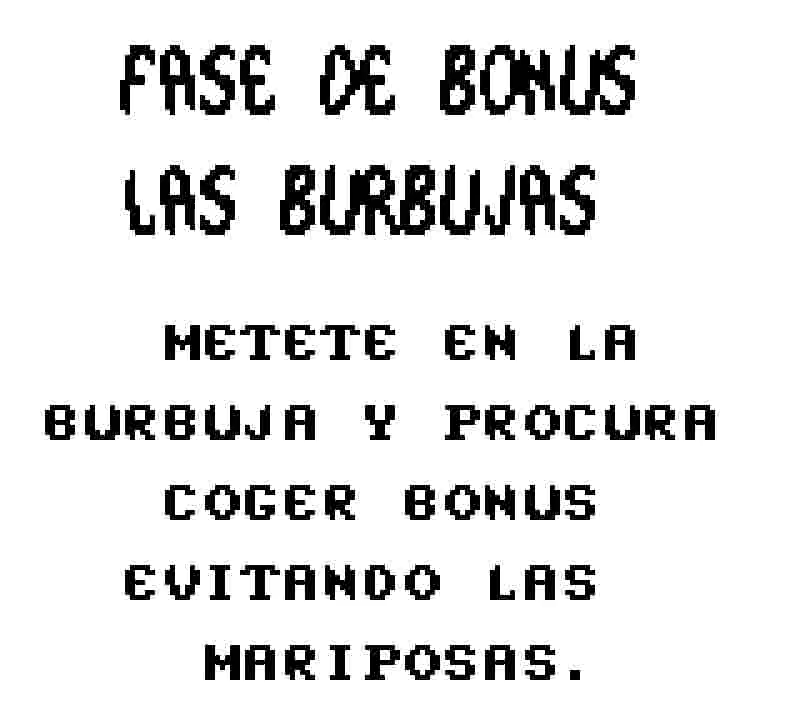 FASE DE BONUS
LAS BURBUJAS
METETE EN LA
BURBUJA Y PROCURA
COGER BONUS
EVITANDO LAS
MARIPOSAS.